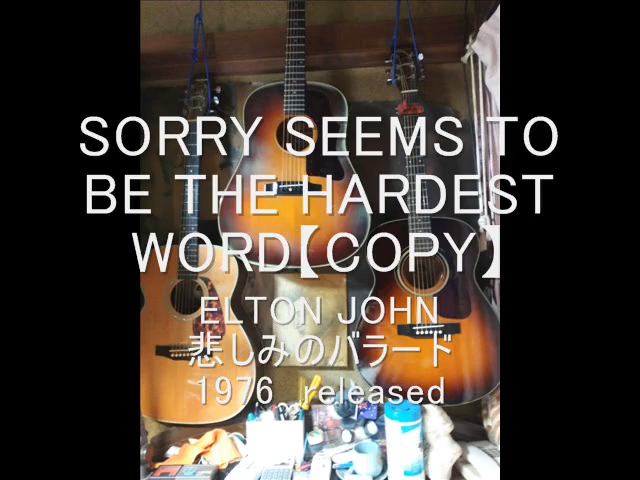 SORRY SEEMS TO
BE THE HARDEST
WORD【COPY】
ELTON JOHN
悲しみのバラード
1976 released